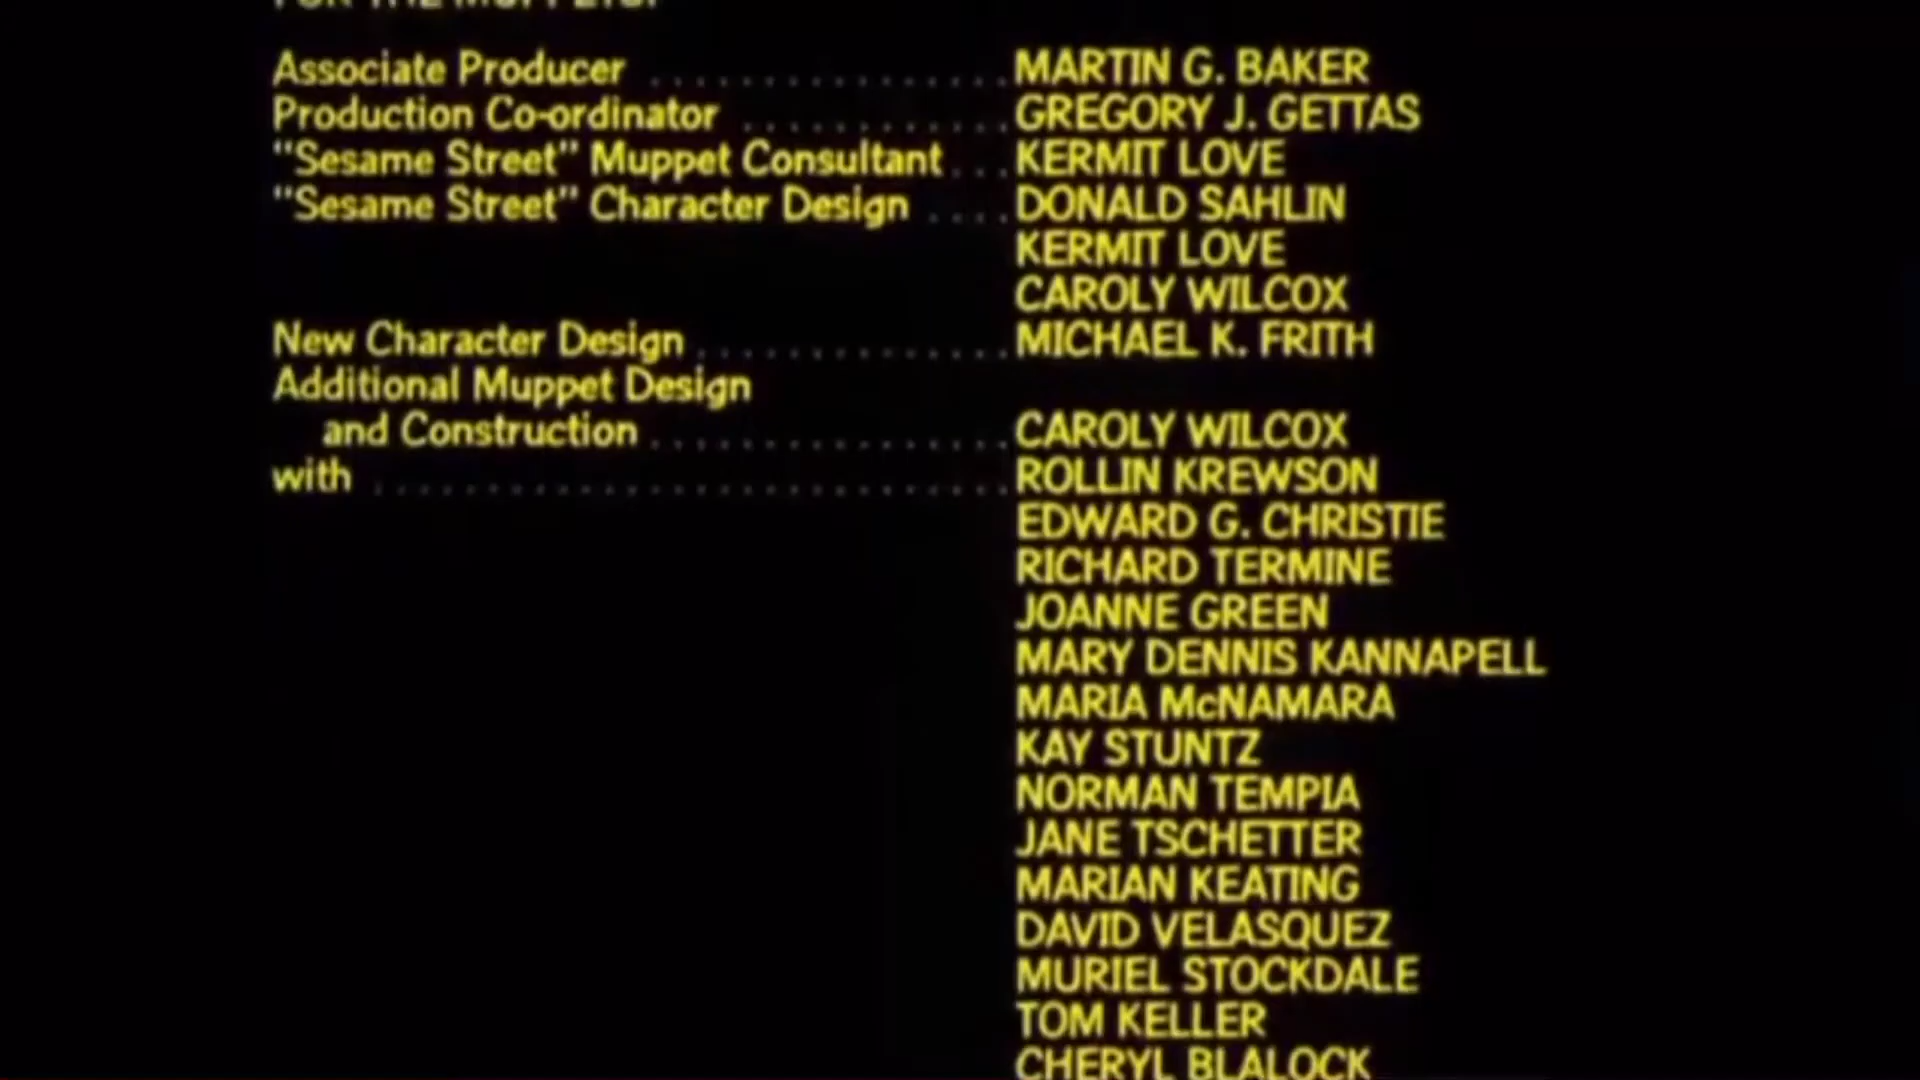 FOR THE MUPPETS:
Associate Producer ............... MARTIN G. BAKER
Production Co-ordinator ............ GREGORY J. GETTAS
"Sesame Street" Muppet Consultant ... KERMIT LOVE
"Sesame Street" Character Design .... DONALD SAHLIN
KERMIT LOVE
CAROLY WILCOX
New Character Design .............. MICHAEL K. FRITH
Additional Muppet Design
and Construction ............... CAROLY WILCOX
with ........................... ROLLIN KREWSON
EDWARD G. CHRISTIE
RICHARD TERMINE
JOANNE GREEN
MARY DENNIS KANNAPELL
MARIA McNAMARA
KAY STUNTZ
NORMAN TEMPIA
JANE TSCHETTER
MARIAN KEATING
DAVID VELASQUEZ
MURIEL STOCKDALE
TOM KELLER
CHERYL BLALOCK